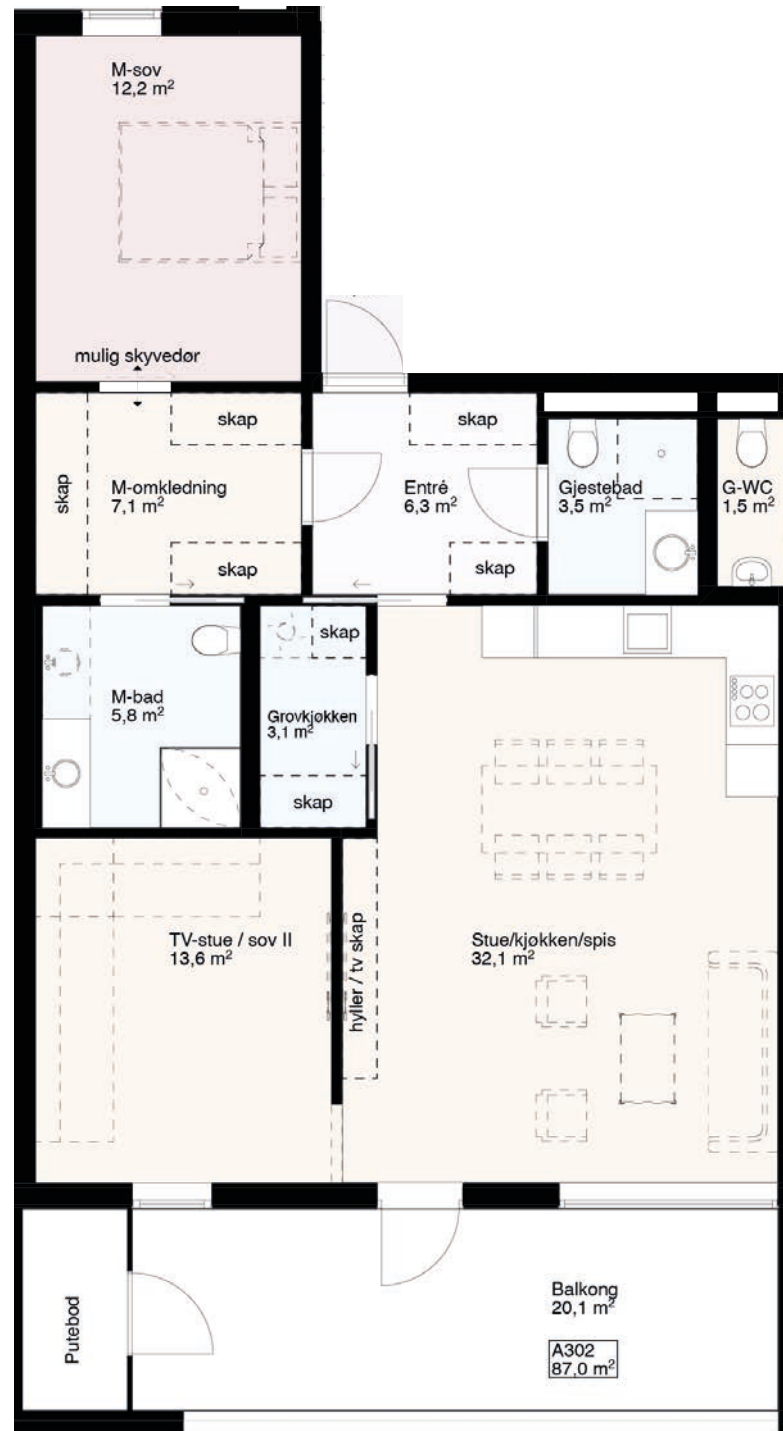 M-sov
12,2 m²
mulig skyvedør
skap
skap
skap
M-omkledning
7,1 m²
Entré
6,3 m²
Gjestebad
3,5 m²
G-WC
1,5 m²
skap
skap
skap
M-bad
5,8 m²
Grovkjøkken
3,1 m²
skap
TV-stue / sov II
13,6 m²
hyller / tv skap
Stue/kjøkken/spis
32,1 m²
Putebod
Balkong
20,1 m²
A302
87,0 m²